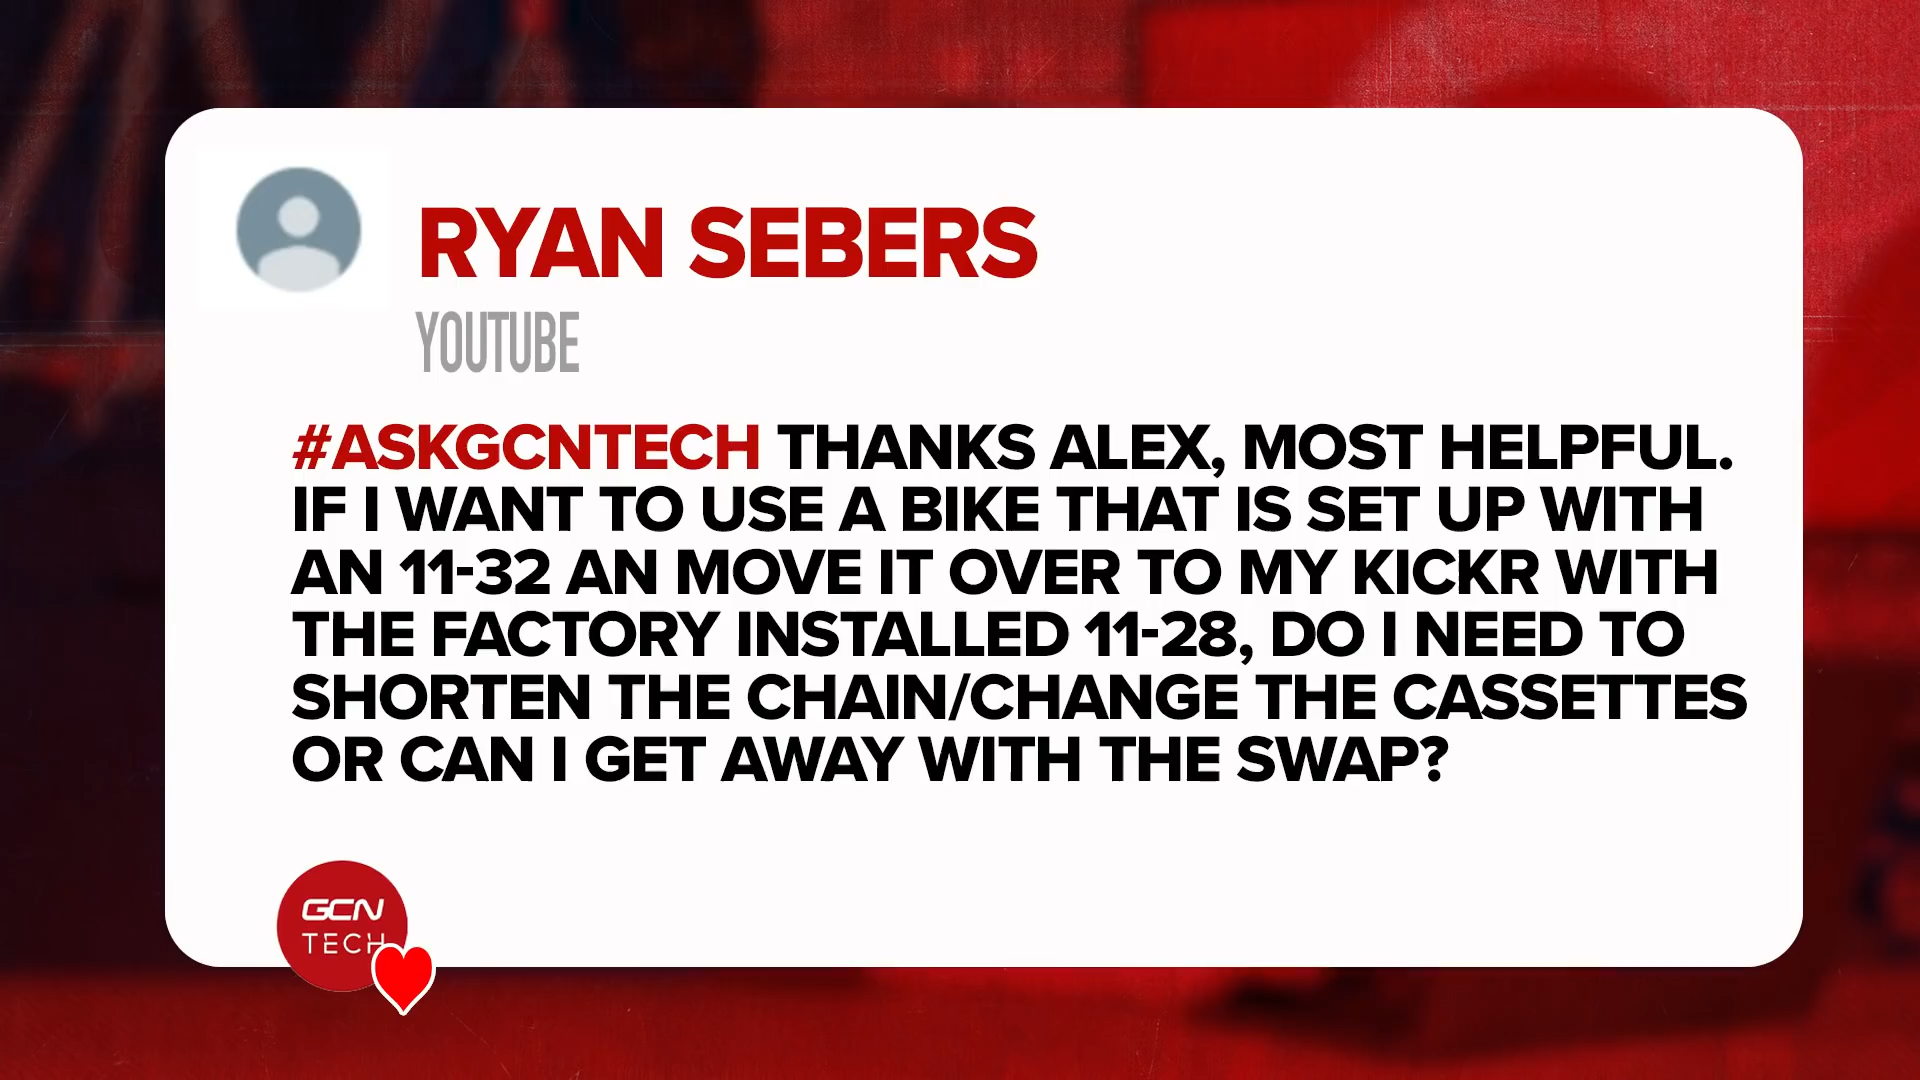 RYAN SEBERS
YOUTUBE
#ASKGCNTECH THANKS ALEX, MOST HELPFUL.
IF I WANT TO USE A BIKE THAT IS SET UP WITH
AN 11-32 AN MOVE IT OVER TO MY KICKR WITH
THE FACTORY INSTALLED 11-28, DO I NEED TO
SHORTEN THE CHAIN/CHANGE THE CASSETTES
OR CAN I GET AWAY WITH THE SWAP?
GCN
TECH